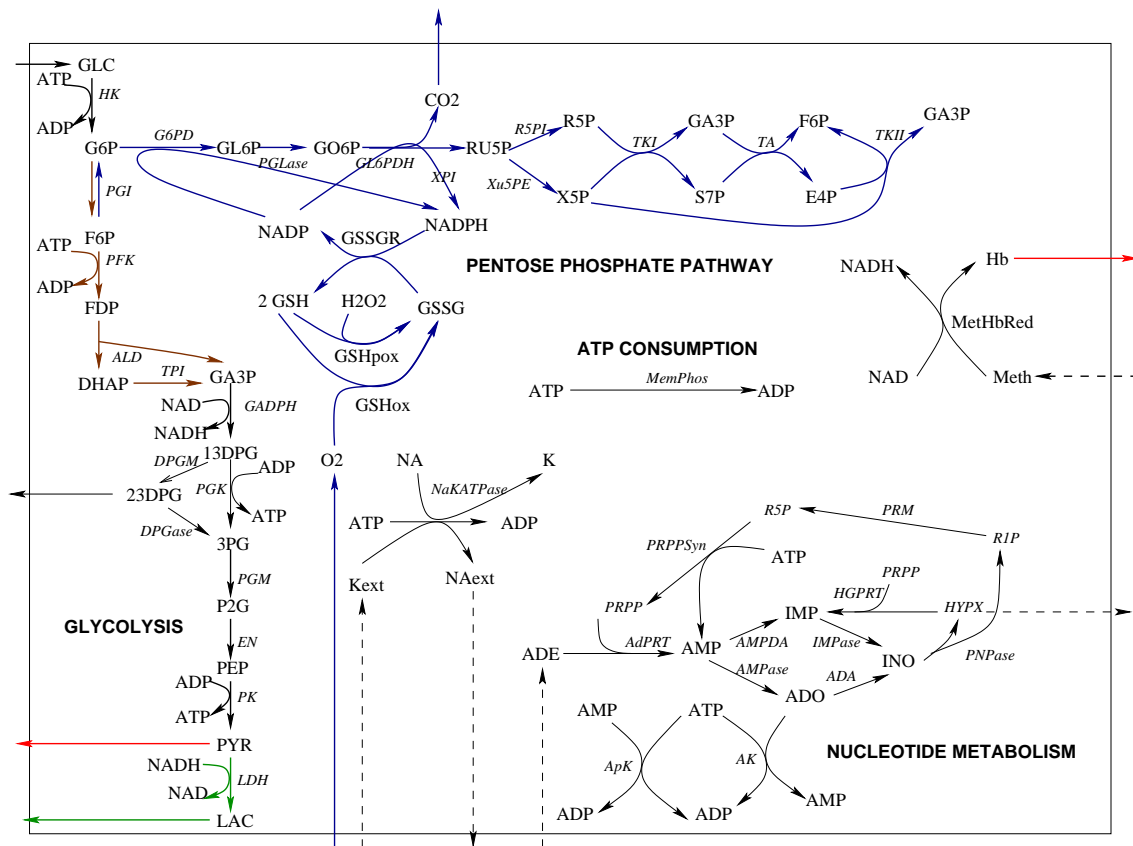 GLC
ATP
HK
ADP
CO2
G6P
G6PD
GL6P
PGLase
GO6P
GL6PDH
RU5P
R5PI
R5P
TKI
GA3P
TA
F6P
TKII
GA3P
XPI
Xu5PE
X5P
S7P
E4P
PGI
NADP
NADPH
F6P
ATP
PFK
ADP
FDP
GSSGR
PENTOSE PHOSPHATE PATHWAY
NADH
Hb
2 GSH
H2O2
GSSG
MetHbRed
GSHpox
ATP CONSUMPTION
ALD
DHAP
TPI
GA3P
GSHox
ATP
MemPhos
ADP
NAD
Meth
NAD
GADPH
NADH
13DPG
DPGM
ADP
O2
NA
K
23DPG
PGK
NaKATPase
ATP
DPGase
3PG
ATP
ADP
R5P
PRM
R1P
PRPPSyn
ATP
PGM
Kext
NAext
PRPP
HGPRT
PRPP
P2G
IMP
HYPX
GLYCOLYSIS
EN
ADE
AdPRT
AMP
AMPDA
IMPase
INO
PNPase
PEP
AMPase
ADA
ADP
PK
ADO
ATP
AMP
ATP
PYR
NUCLEOTIDE METABOLISM
NADH
LDH
ApK
AK
NAD
AMP
LAC
ADP
ADP